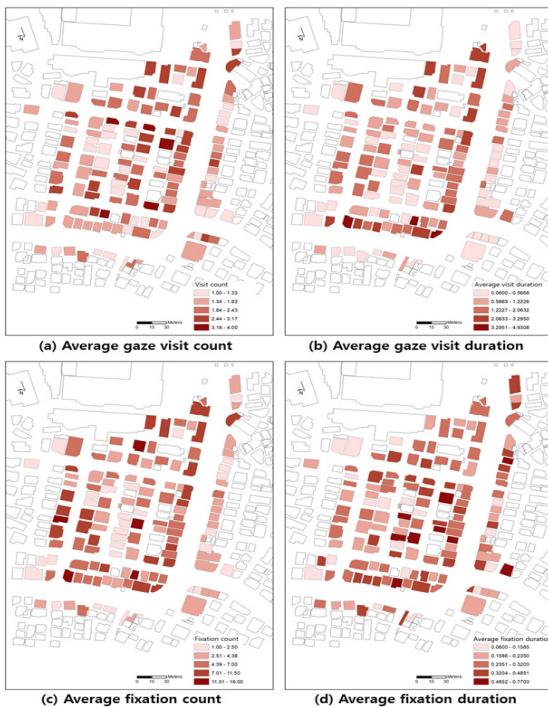 N
Visit count
1.00 - 1.33
1.34 - 1.83
1.84 - 2.43
2.44 - 3.17
3.18 - 4.00
0 15 30 Meters
(a) Average gaze visit count
N
Average visit duration
0.0600 - 0.5668
0.5669 - 1.2226
1.2227 - 2.0632
2.0633 - 3.2950
3.2951 - 4.9308
0 15 30 Meters
(b) Average gaze visit duration
N
Fixation count
1.00 - 2.50
2.51 - 4.38
4.39 - 7.00
7.01 - 11.50
11.51 - 16.00
0 15 30 Meters
(c) Average fixation count
N
Average fixation duration
0.0600 - 0.1585
0.1586 - 0.2350
0.2351 - 0.3203
0.3204 - 0.4851
0.4852 - 0.7703
0 15 30 Meters
(d) Average fixation duration